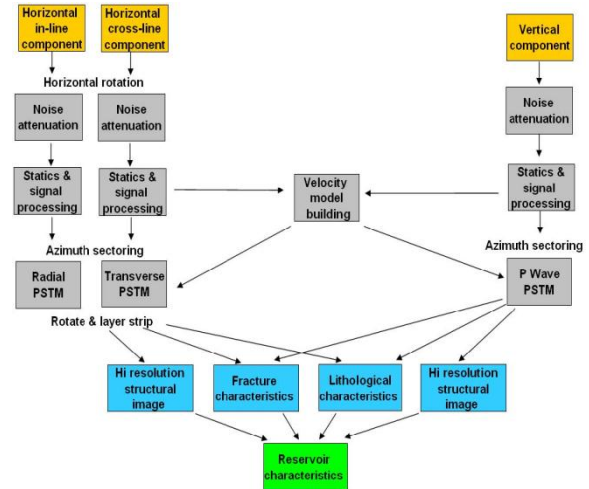 Horizontal
in-line
component
Horizontal
cross-line
component
Vertical
component
Horizontal rotation
Noise
attenuation
Noise
attenuation
Noise
attenuation
Statics &
signal
processing
Statics &
signal
processing
Velocity
model
building
Statics &
signal
processing
Azimuth sectoring
Azimuth sectoring
Radial
PSTM
Transverse
PSTM
P Wave
PSTM
Rotate & layer strip
Hi resolution
structural
image
Fracture
characteristics
Lithological
characteristics
Hi resolution
structural
image
Reservoir
characteristics